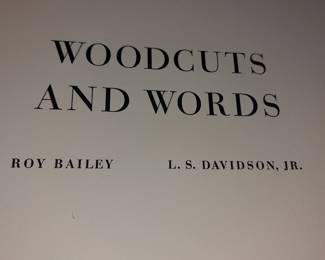 WOODCUTS
AND WORDS
ROY BAILEY L. S. DAVIDSON, JR.